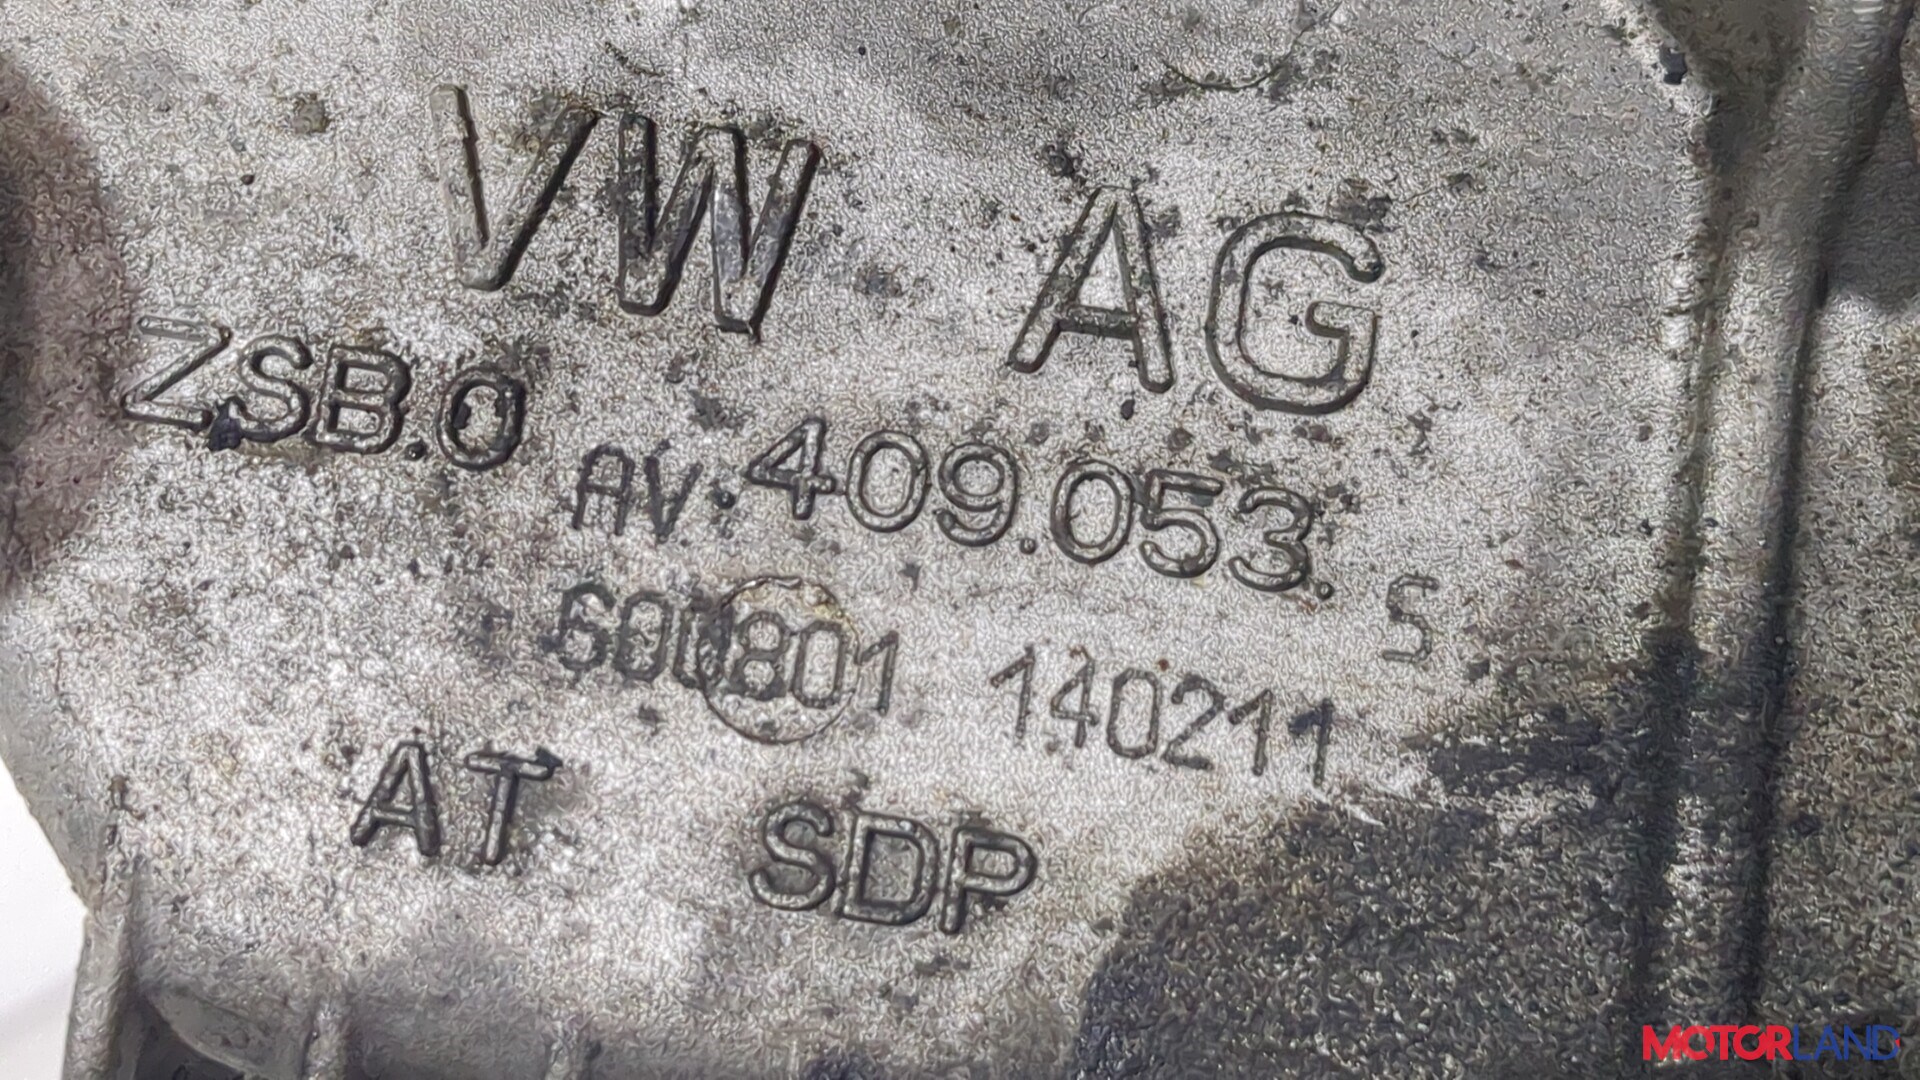 VW AG
ZSB.0 AV.409.053. S
600801 140211
AT SDP
MOTORLAND